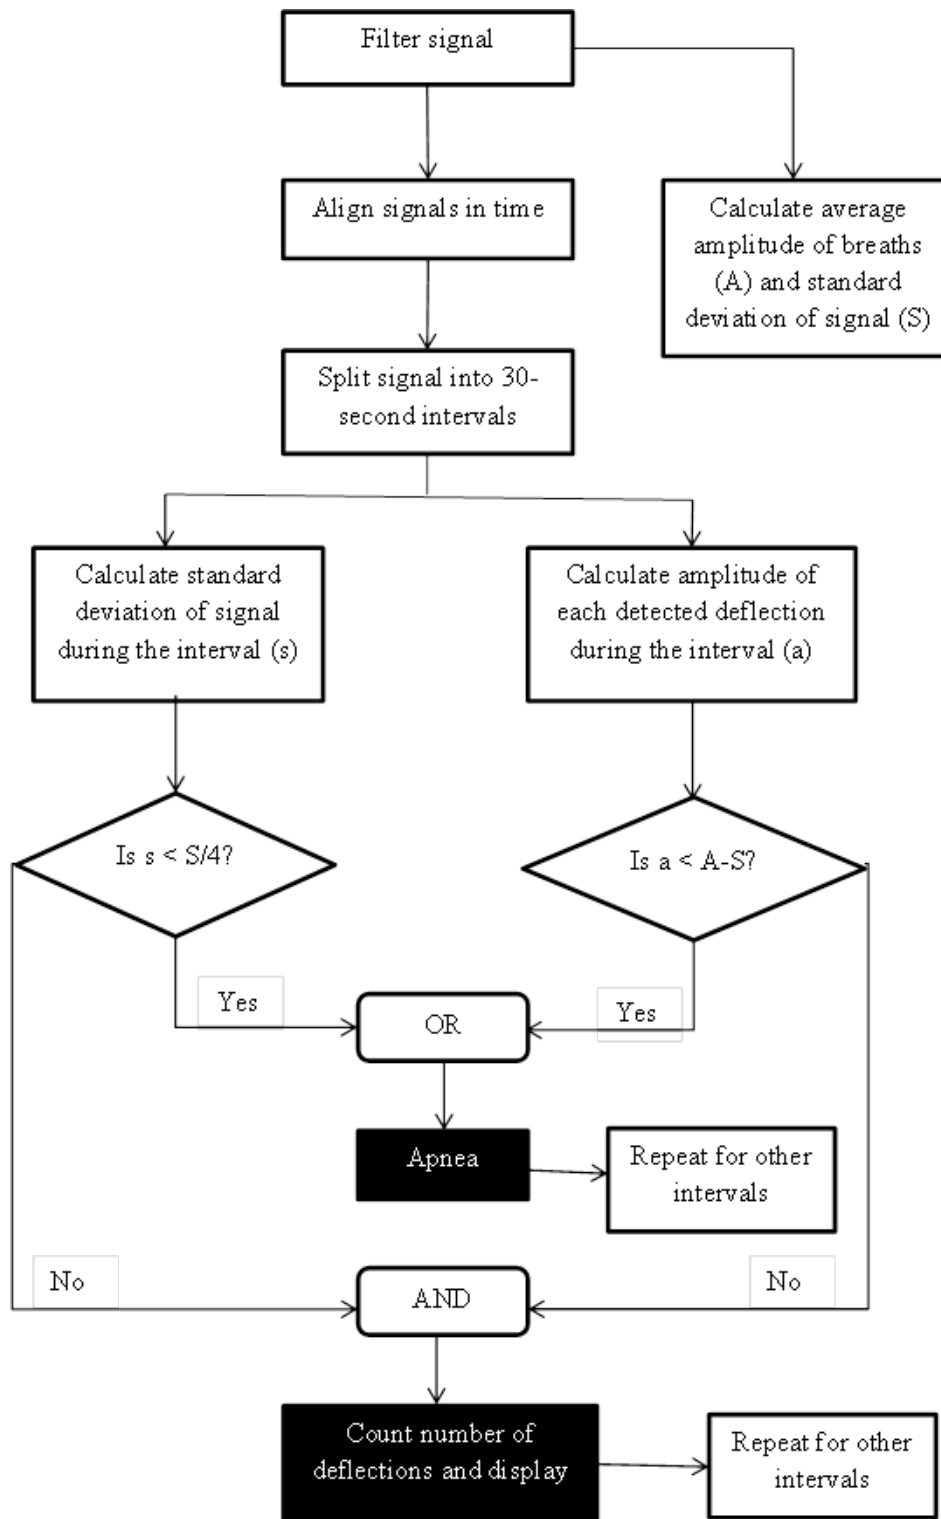 Filter signal
Align signals in time
Calculate average
amplitude of breaths
(A) and standard
deviation of signal (S)
Split signal into 30-
second intervals
Calculate standard
deviation of signal
during the interval (s)
Calculate amplitude of
each detected deflection
during the interval (a)
Is s < S/4?
Is a < A-S?
Yes
OR
Yes
Apnea
Repeat for other
intervals
No
AND
No
Count number of
deflections and display
Repeat for other
intervals